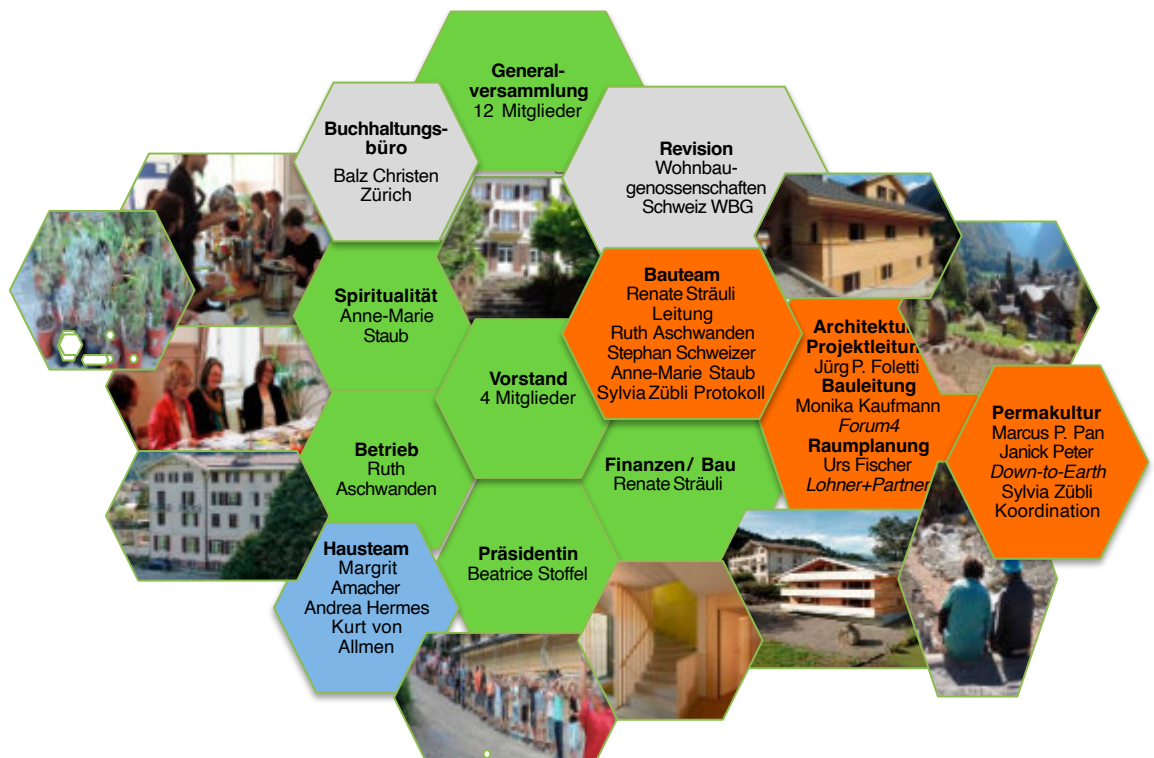 General-
versammlung
12 Mitglieder
Buchhaltungs-
büro
Balz Christen
Zürich
Revision
Wohnbau-
genossenschaften
Schweiz WBG
Spiritualität
Anne-Marie
Staub
Bauteam
Renate Sträuli
Leitung
Ruth Aschwanden
Stephan Schweizer
Anne-Marie Staub
Sylvia Zübli Protokoll
Architektur
Projektleitun
Jürg P. Foletti
Bauleitung
Monika Kaufmann
Forum4
Raumplanung
Urs Fischer
Lohner+Partner
Vorstand
4 Mitglieder
Permakultur
Marcus P. Pan
Janick Peter
Down-to-Earth
Sylvia Zübli
Koordination
Betrieb
Ruth
Aschwanden
Finanzen/ Bau
Renate Sträuli
Präsidentin
Beatrice Stoffel
Hausteam
Margrit
Amacher
Andrea Hermes
Kurt von
Allmen